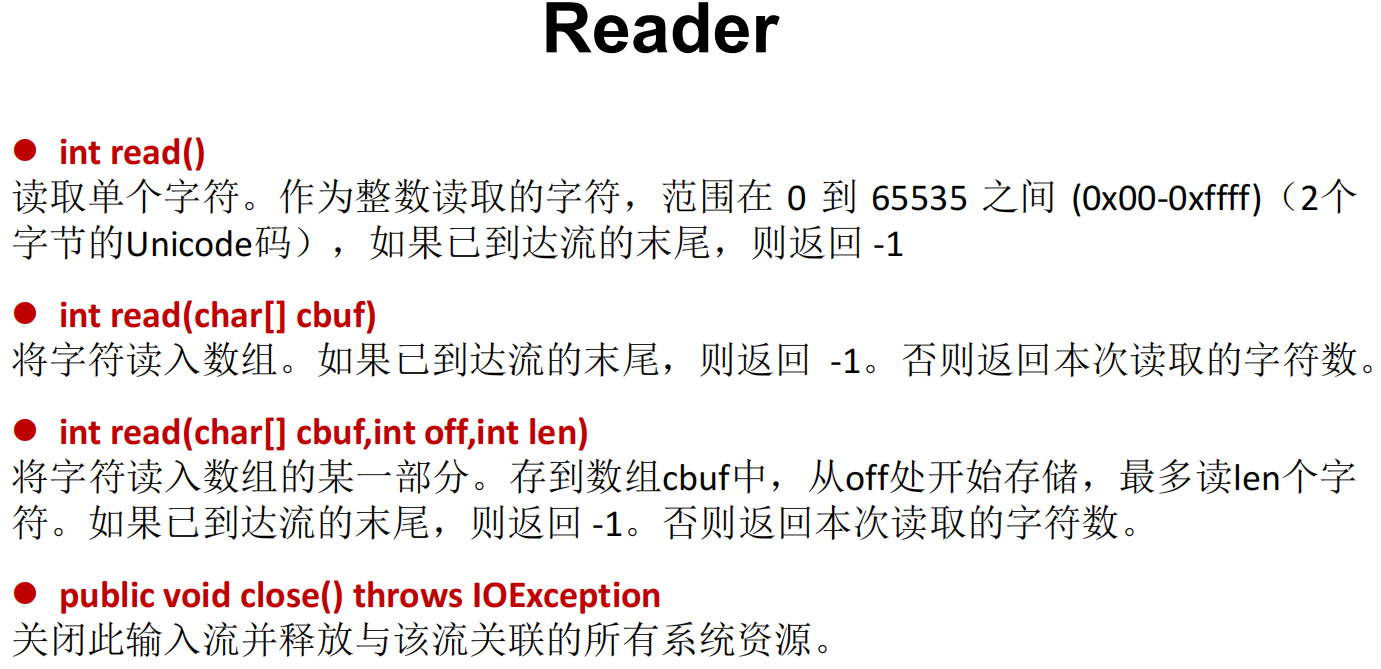 Reader
● int read()
读取单个字符。作为整数读取的字符，范围在 0 到 65535 之间 (0x00-0xffff)（2个
字节的Unicode码），如果已到达流的末尾，则返回 -1
● int read(char[] cbuf)
将字符读入数组。如果已到达流的末尾，则返回 -1。否则返回本次读取的字符数。
● int read(char[] cbuf,int off,int len)
将字符读入数组的某一部分。存到数组cbuf中，从off处开始存储，最多读len个字
符。如果已到达流的末尾，则返回 -1。否则返回本次读取的字符数。
● public void close() throws IOException
关闭此输入流并释放与该流关联的所有系统资源。